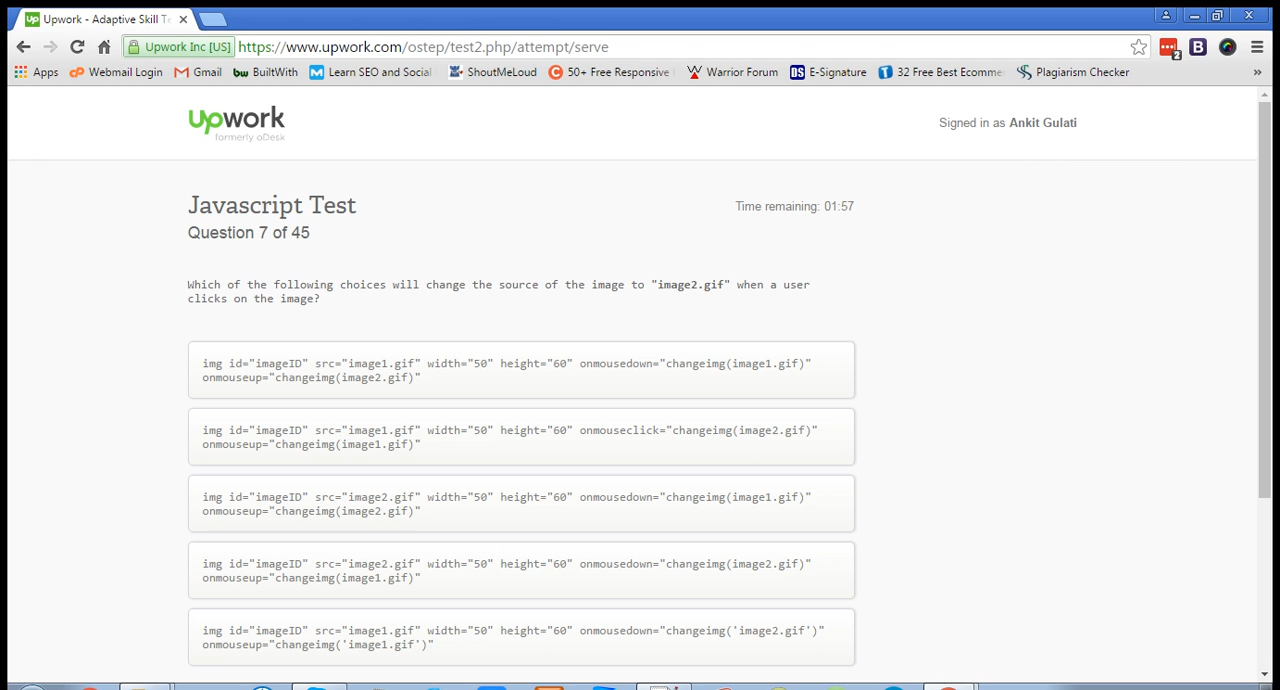 Upwork - Adaptive Skill Te
Upwork Inc [US] https://www.upwork.com/ostep/test2.php/attempt/serve
2
Apps Webmail Login Gmail BuiltWith Learn SEO and Social ShoutMeLoud 50+ Free Responsive Warrior Forum E-Signature 32 Free Best Ecomme Plagiarism Checker »
Upwork
formerly oDesk
Signed in as Ankit Gulati
Javascript Test
Time remaining: 01:57
Question 7 of 45
Which of the following choices will change the source of the image to "image2.gif" when a user
clicks on the image?
img id="imageID" src="image1.gif" width="50" height="60" onmousedown="changeimg(image1.gif)"
onmouseup="changeimg(image2.gif)"
img id="imageID" src="image1.gif" width="50" height="60" onmouseclick="changeimg(image2.gif)"
onmouseup="changeimg(image1.gif)"
img id="imageID" src="image2.gif" width="50" height="60" onmousedown="changeimg(image1.gif)"
onmouseup="changeimg(image2.gif)"
img id="imageID" src="image2.gif" width="50" height="60" onmousedown="changeimg(image2.gif)"
onmouseup="changeimg(image1.gif)"
img id="imageID" src="image1.gif" width="50" height="60" onmousedown="changeimg('image2.gif')"
onmouseup="changeimg('image1.gif')"